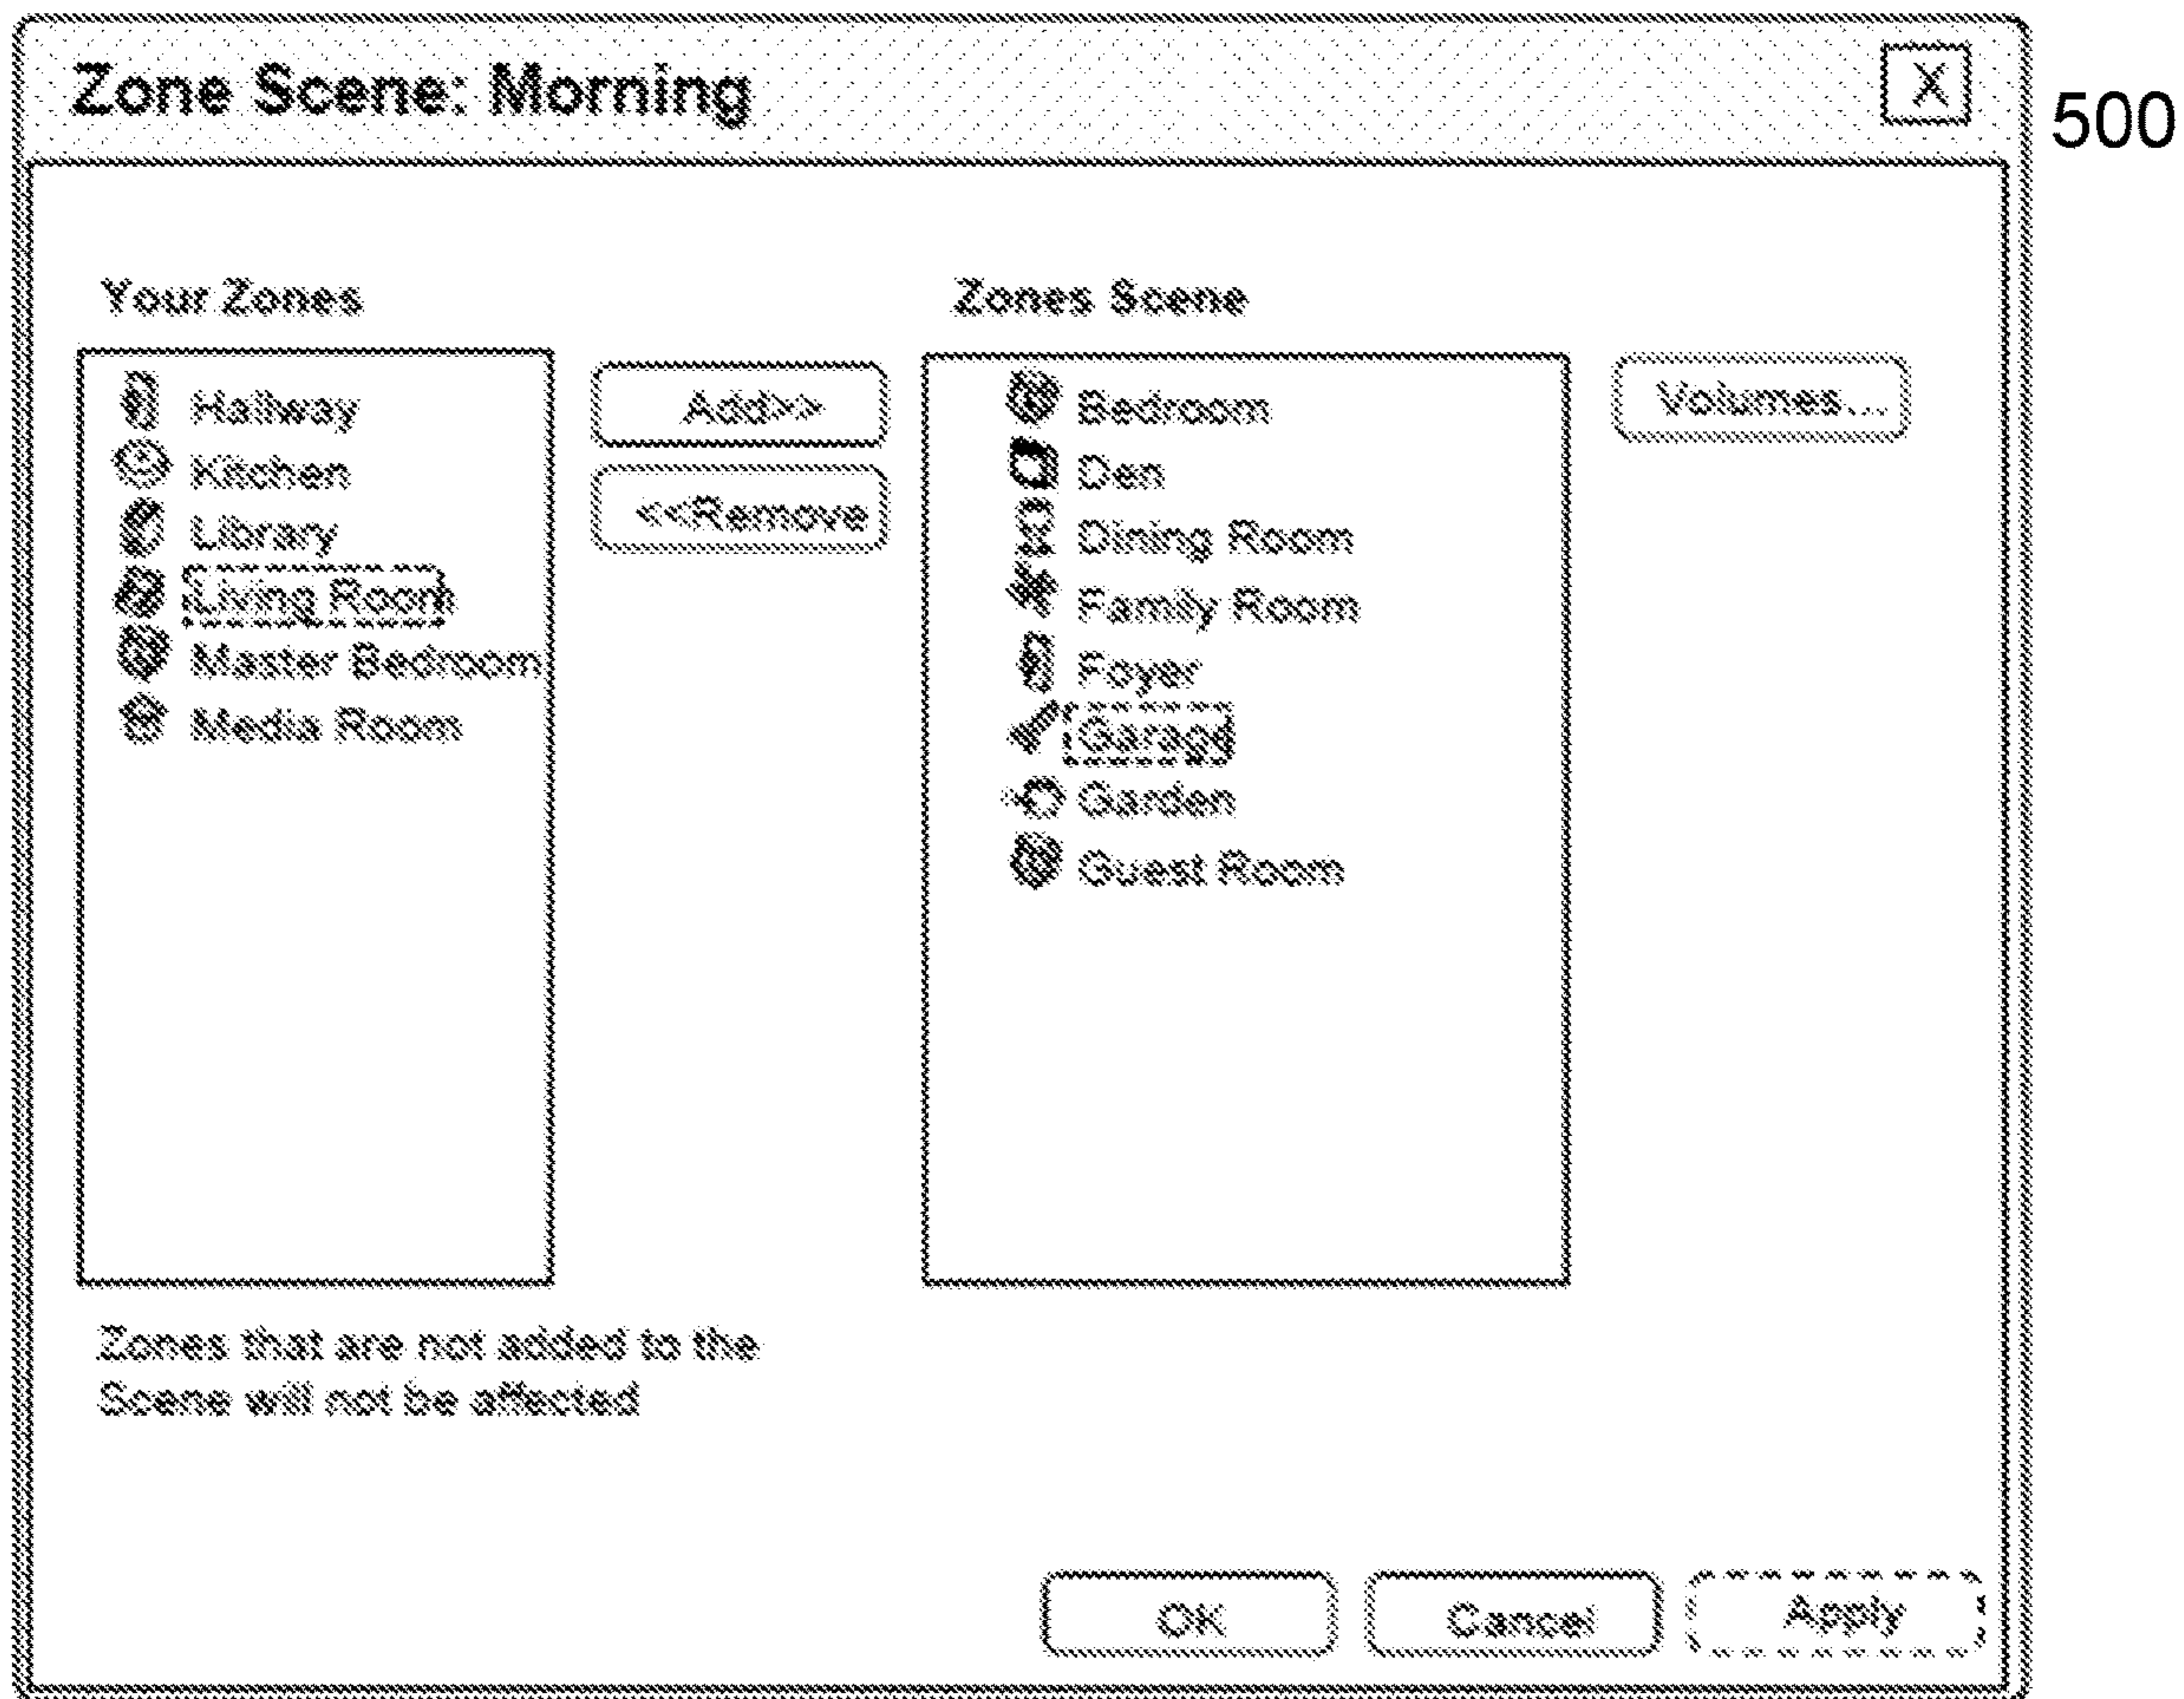 Zone Scene: Morning
X
500
Your Zones
Zones Scene
Hallway
Kitchen
Library
Living Room
Master Bedroom
Media Room
Add>>
<<Remove
Bedroom
Den
Dining Room
Family Room
Foyer
Garage
Garden
Guest Room
Volumes...
Zones that are not added to the
Scene will not be affected
OK
Cancel
Apply